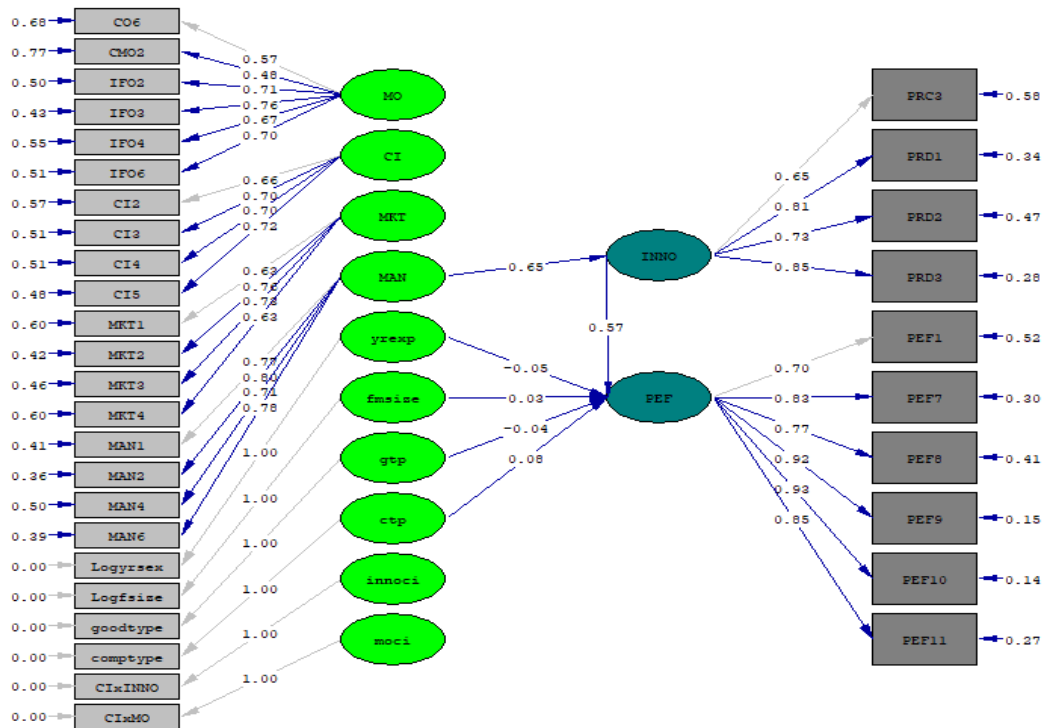 0.68 CO6
0.77 CMO2
0.50 IFO2
0.43 IFO3
0.55 IFO4
0.51 IFO6
0.57 CI2
0.51 CI3
0.51 CI4
0.48 CI5
0.60 MKT1
0.42 MKT2
0.46 MKT3
0.60 MKT4
0.41 MAN1
0.36 MAN2
0.50 MAN4
0.39 MAN6
0.00 Logyrsex
0.00 Logfsize
0.00 goodtype
0.00 comptype
0.00 CIxINNO
0.00 CIxMO
0.57
0.48
0.71
0.76
0.67
0.70
0.66
0.70
0.72
0.63
0.76
0.63
0.77
0.80
0.71
0.78
1.00
1.00
1.00
1.00
1.00
1.00
MO
CI
MKT
MAN
yrexp
fmsize
gtp
ctp
innoci
moci
0.65
0.57
-0.05
0.03
-0.04
0.08
INNO
PEF
0.65
0.81
0.73
0.85
0.70
0.83
0.77
0.92
0.93
0.85
PRC3 0.58
PRD1 0.34
PRD2 0.47
PRD3 0.28
PEF1 0.52
PEF7 0.30
PEF8 0.41
PEF9 0.15
PEF10 0.14
PEF11 0.27